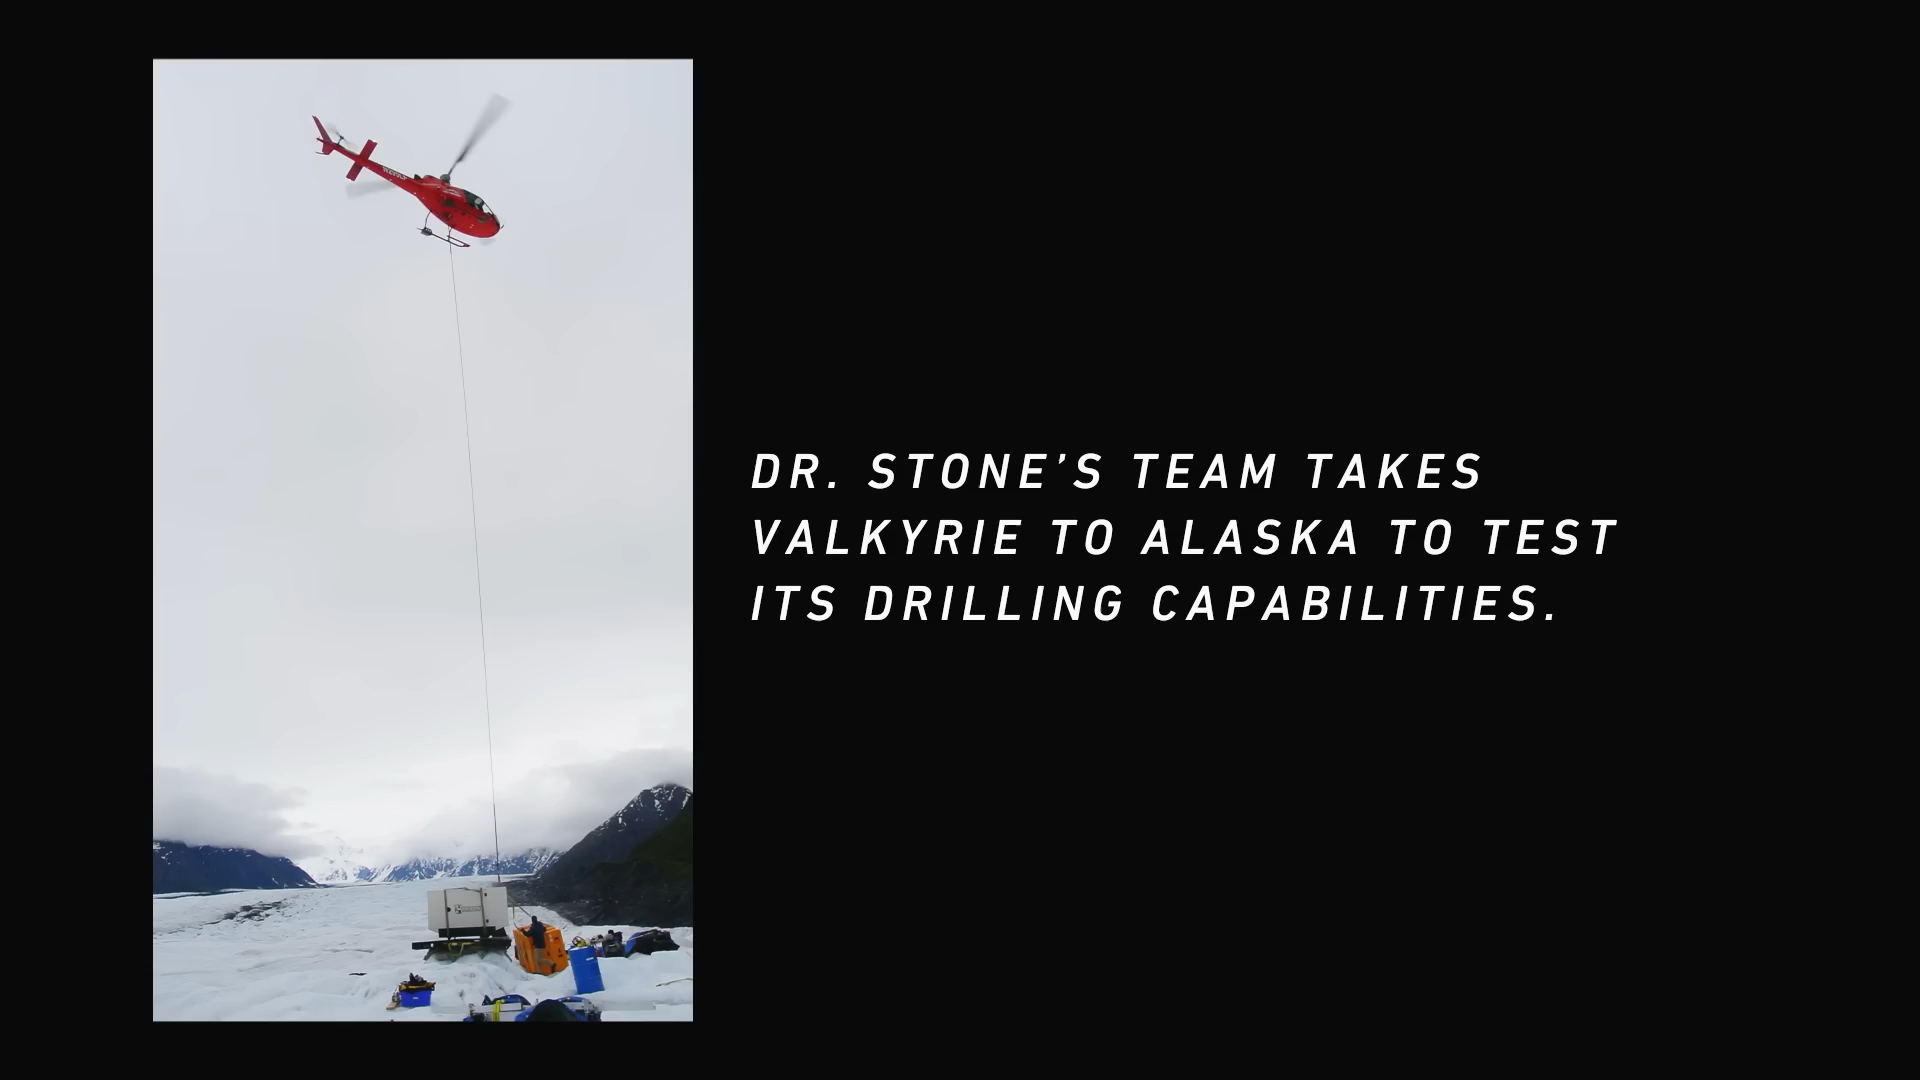 DR. STONE’S TEAM TAKES
VALKYRIE TO ALASKA TO TEST
ITS DRILLING CAPABILITIES.